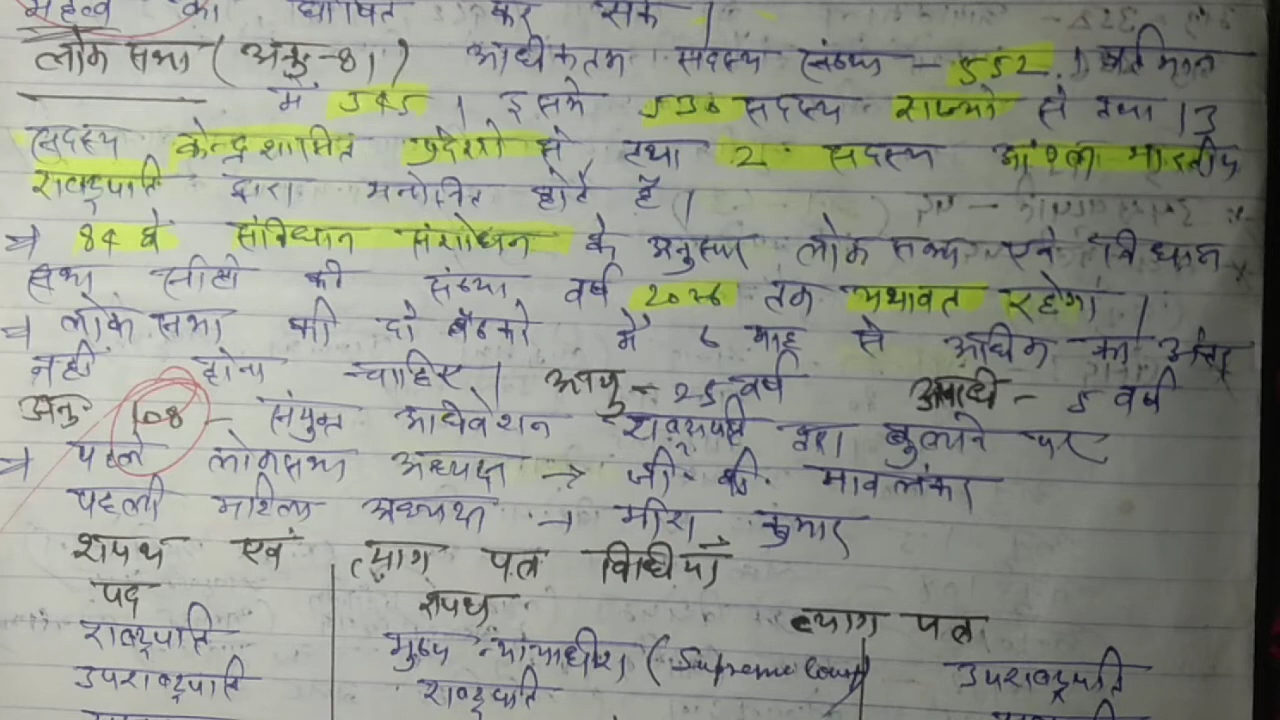 महत्व का घोषित कर सके |
लोक सभा ( अनु - 81 ) अधिकतम सदस्य संख्या - 552 | वर्तमान
में 545 | इसमे 530 सदस्य राज्यो से तथा 13
सदस्य केन्द्रशासित प्रदेशो से तथा 2 सदस्य आंग्ल भारतीय
राष्ट्रपति द्वारा मनोनित होते हैं |
→ 84 वे संविधान संशोधन के अनुसार लोक सभा एवं विधान
सभा सीटो की संख्या वर्ष 2026 तक यथावत रहेगा |
→ लोक सभा की दो बैठको में 6 माह से अधिक का अंतर
नही होना चाहिए | आयु - 25 वर्ष अवधि - 5 वर्ष
अनु. 108 - संयुक्त अधिवेशन राष्ट्रपति द्वारा बुलाने पर
→ पहले लोकसभा अध्यक्ष → जी. वी. मावलंकर
पहली महिला अध्यक्ष → मीरा कुमार
शपथ एवं त्याग पत्र विधियाँ
पद शपथ त्याग पत्र
राष्ट्रपति मुख्य न्यायाधीश ( Supreme Court ) उपराष्ट्रपति
उपराष्ट्रपति राष्ट्रपति